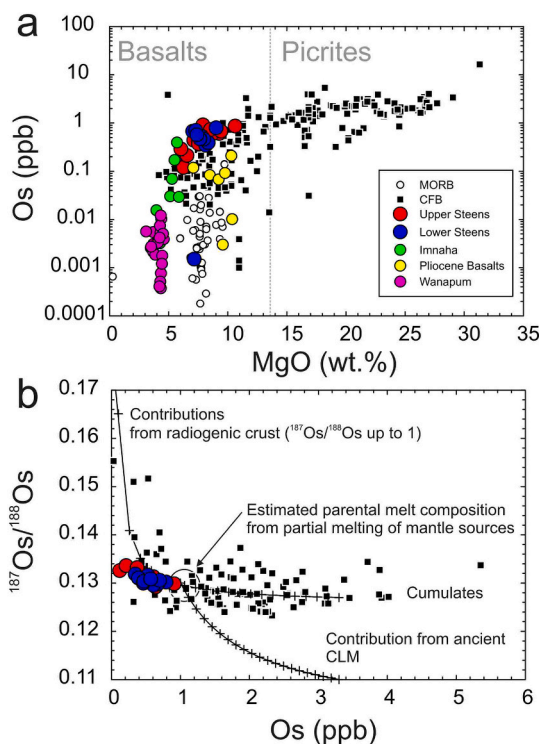 a
Basalts Picrites
100
10
1
0.1
0.01
0.001
0.0001
Os (ppb)
MORB
CFB
Upper Steens
Lower Steens
Imnaha
Pliocene Basalts
Wanapum
0 5 10 15 20 25 30 35
MgO (wt.%)
b
0.17
0.16
0.15
0.14
0.13
0.12
0.11
187Os/188Os
Contributions
from radiogenic crust (187Os/188Os up to 1)
Estimated parental melt composition
from partial melting of mantle sources
Cumulates
Contribution from ancient
CLM
0 1 2 3 4 5 6
Os (ppb)